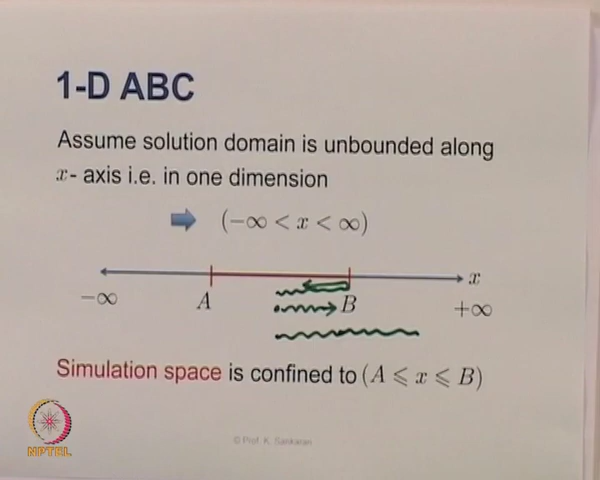 1-D ABC
Assume solution domain is unbounded along
x- axis i.e. in one dimension
(-∞ < x < ∞)
x
-∞ A B +∞
Simulation space is confined to (A ⩽ x ⩽ B)
© Prof. K. Sankaran
NPTEL